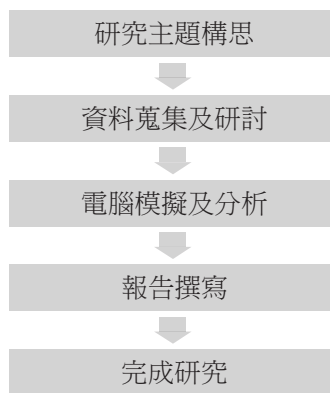 研究主題構思
資料蒐集及研討
電腦模擬及分析
報告撰寫
完成研究